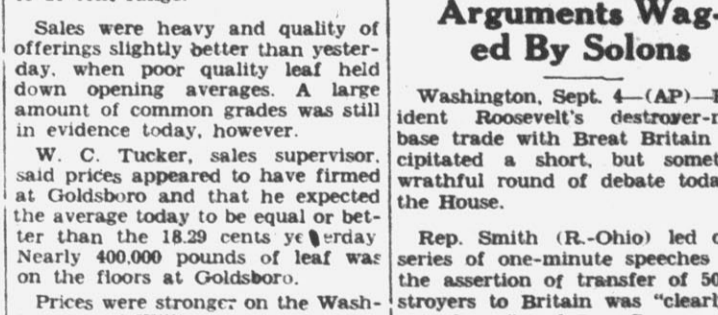 Sales were heavy and quality of
offerings slightly better than yester-
day, when poor quality leaf held
down opening averages. A large
amount of common grades was still
in evidence today, however.
W. C. Tucker, sales supervisor,
said prices appeared to have firmed
at Goldsboro and that he expected
the average today to be equal or bet-
ter than the 18.29 cents ye erday
Nearly 400,000 pounds of leaf was
on the floors at Goldsboro.
Prices were stronger on the Wash-
Arguments Wag-
ed By Solons
Washington, Sept. 4—(AP)—
ident Roosevelt's destroyer-
base trade with Breat Britain
cipitated a short, but somet
wrathful round of debate toda
the House.
Rep. Smith (R.-Ohio) led
series of one-minute speeches
the assertion of transfer of 50
stroyers to Britain was "clearl